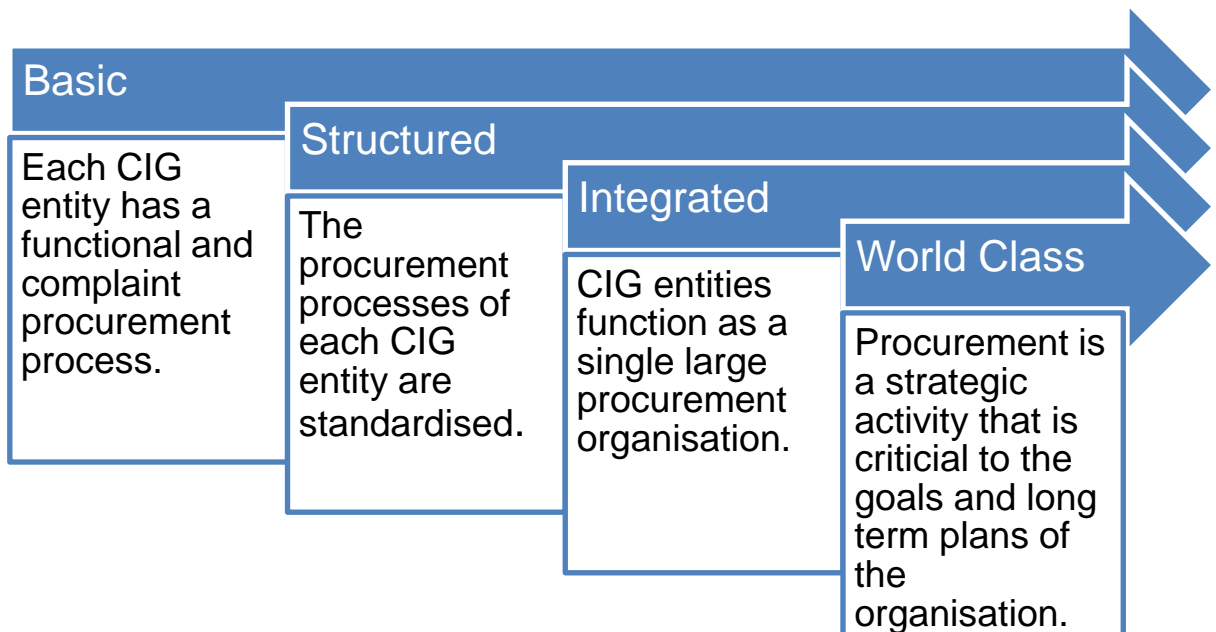 Basic
Each CIG
entity has a
functional and
complaint
procurement
process.
Structured
The
procurement
processes of
each CIG
entity are
standardised.
Integrated
CIG entities
function as a
single large
procurement
organisation.
World Class
Procurement is
a strategic
activity that is
criticial to the
goals and long
term plans of
the
organisation.